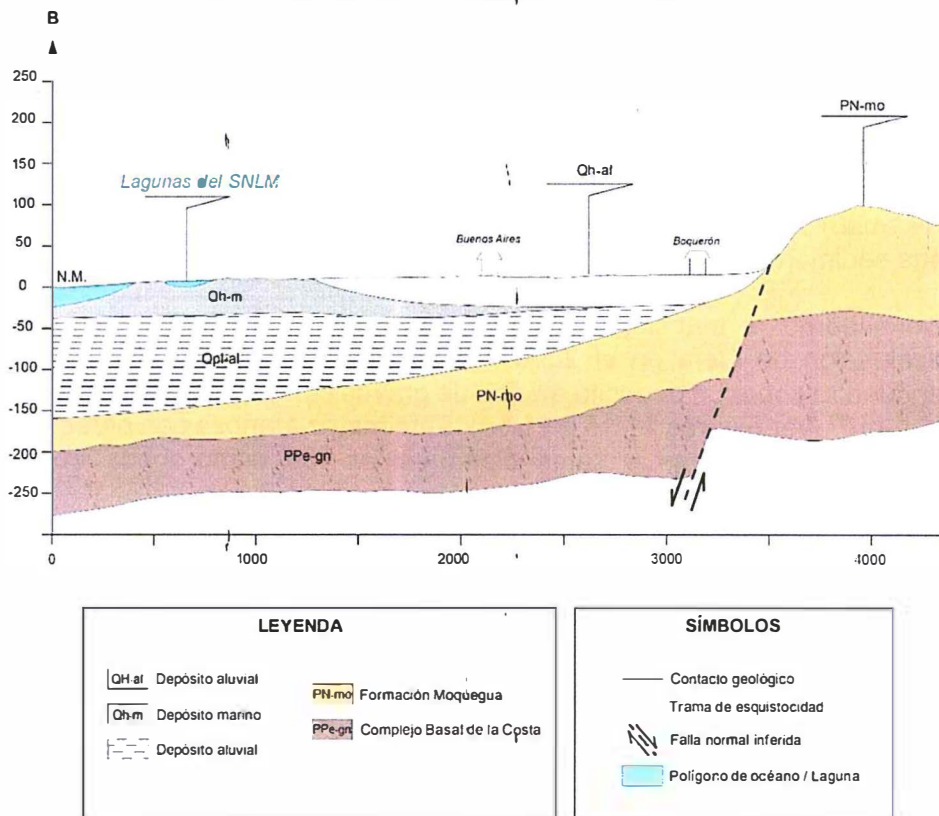 B
250
200
150
100
50
0
-50
-100
-150
-200
-250
PN-mo
Lagunas del SNLM
Qh-al
Buenos Aires
Boquerón
N.M.
Qh-m
Qpl-al
PN-mo
PPe-gn
0
1000
2000
3000
4000
LEYENDA
QH-al Depósito aluvial
Qh-m Depósito marino
Depósito aluvial
PN-mo Formación Moquegua
PPe-gn Complejo Basal de la Costa
SÍMBOLOS
Contacto geológico
Trama de esquistocidad
Falla normal inferida
Polígono de océano / Laguna